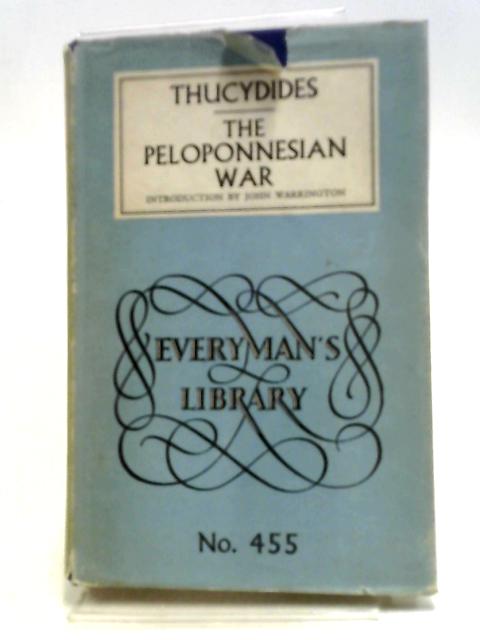 THUCYDIDES
THE
PELOPONNESIAN
WAR
INTRODUCTION BY JOHN WARRINGTON
EVERYMAN'S
LIBRARY
No. 455